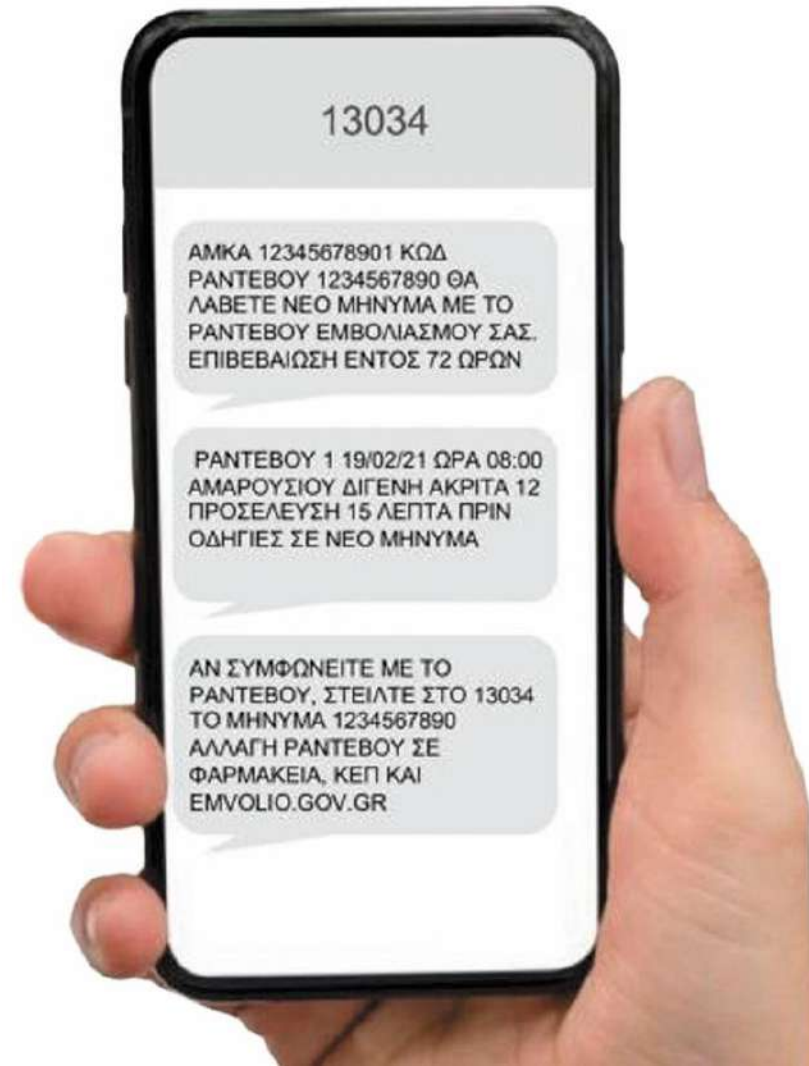 13034
ΑΜΚΑ 12345678901 ΚΩΔ
ΡΑΝΤΕΒΟΥ 1234567890 ΘΑ
ΛΑΒΕΤΕ ΝΕΟ ΜΗΝΥΜΑ ΜΕ ΤΟ
ΡΑΝΤΕΒΟΥ ΕΜΒΟΛΙΑΣΜΟΥ ΣΑΣ.
ΕΠΙΒΕΒΑΙΩΣΗ ΕΝΤΟΣ 72 ΩΡΩΝ
ΡΑΝΤΕΒΟΥ 1 19/02/21 ΩΡΑ 08:00
ΑΜΑΡΟΥΣΙΟΥ ΔΙΓΕΝΗ ΑΚΡΙΤΑ 12
ΠΡΟΣΕΛΕΥΣΗ 15 ΛΕΠΤΑ ΠΡΙΝ
ΟΔΗΓΙΕΣ ΣΕ ΝΕΟ ΜΗΝΥΜΑ
ΑΝ ΣΥΜΦΩΝΕΙΤΕ ΜΕ ΤΟ
ΡΑΝΤΕΒΟΥ, ΣΤΕΙΛΤΕ ΣΤΟ 13034
ΤΟ ΜΗΝΥΜΑ 1234567890
ΑΛΛΑΓΗ ΡΑΝΤΕΒΟΥ ΣΕ
ΦΑΡΜΑΚΕΙΑ, ΚΕΠ ΚΑΙ
EMVOLIO.GOV.GR